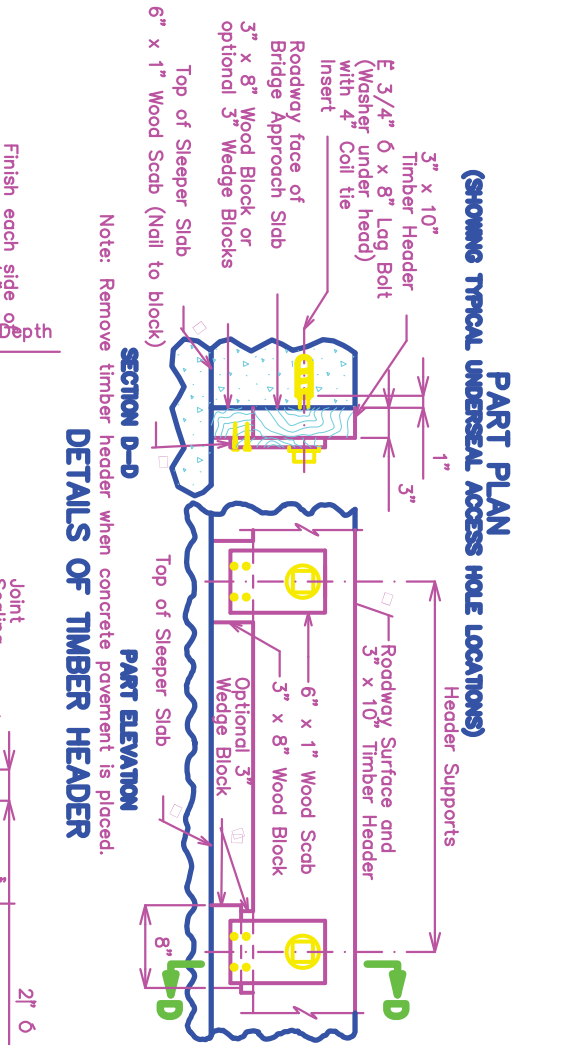 PART PLAN
(SHOWING TYPICAL UNDERSEAL ACCESS HOLE LOCATIONS)
3" x 10"
Timber Header
3/4" 6 x 8" Lag Bolt
(Washer under head)
with 4" Coil tie
Insert
Roadway face of
Bridge Approach Slab
3" x 8" Wood Block or
optional 3" Wedge Blocks
Top of Sleeper Slab
6" x 1" Wood Scab (Nail to block)
1"
3"
SECTION D-D
Header Supports
Roadway Surface and
3" x 10" Timber Header
6" x 1" Wood Scab
3" x 8" Wood Block
Optional 3"
Wedge Block
Top of Sleeper Slab
8"
D
D
PART ELEVATION
Note: Remove timber header when concrete pavement is placed.
DETAILS OF TIMBER HEADER
Finish each side of
Depth
Joint
2" 6